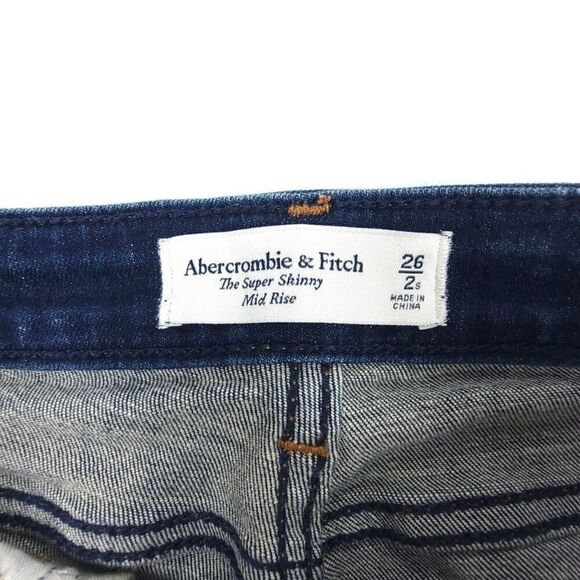 Abercrombie & Fitch
The Super Skinny
Mid Rise
26
2s
MADE IN
CHINA